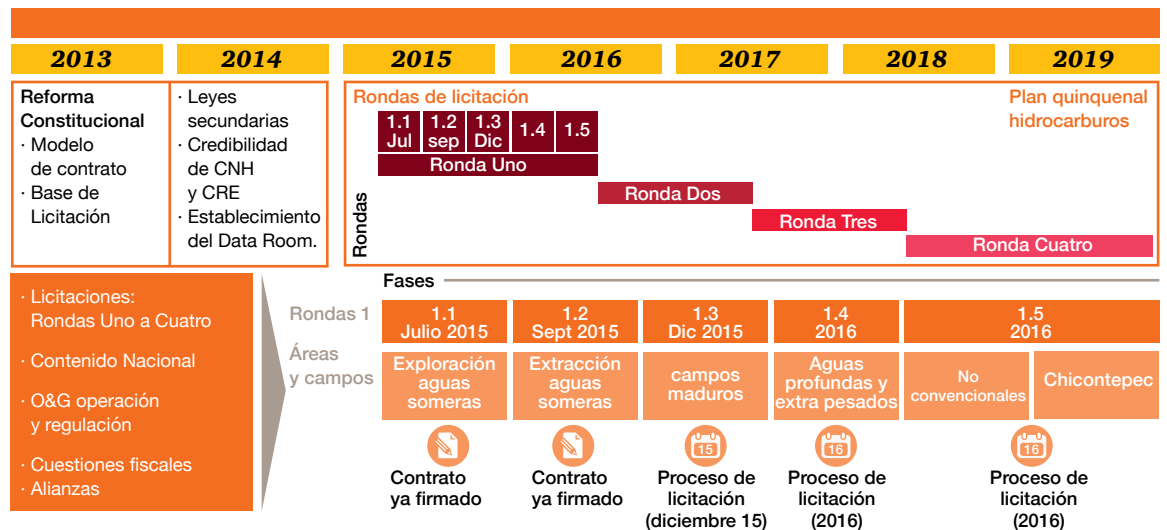 2013
2014
2015
2016
2017
2018
2019
Reforma
Constitucional
· Modelo
de contrato
· Base de
Licitación
· Leyes
secundarias
· Credibilidad
de CNH
y CRE
· Establecimiento
del Data Room.
Rondas de licitación
Plan quinquenal
hidrocarburos
Rondas
1.1
Jul
1.2
sep
1.3
Dic
1.4
1.5
Ronda Uno
Ronda Dos
Ronda Tres
Ronda Cuatro
· Licitaciones:
Rondas Uno a Cuatro
· Contenido Nacional
· O&G operación
y regulación
· Cuestiones fiscales
· Alianzas
Fases
Rondas 1
1.1
Julio 2015
1.2
Sept 2015
1.3
Dic 2015
1.4
2016
1.5
2016
Áreas
y campos
Exploración
aguas
someras
Extracción
aguas
someras
campos
maduros
Aguas
profundas y
extra pesados
No
convencionales
Chicontepec
15
16
16
Contrato
ya firmado
Contrato
ya firmado
Proceso de
licitación
(diciembre 15)
Proceso de
licitación
(2016)
Proceso de
licitación
(2016)